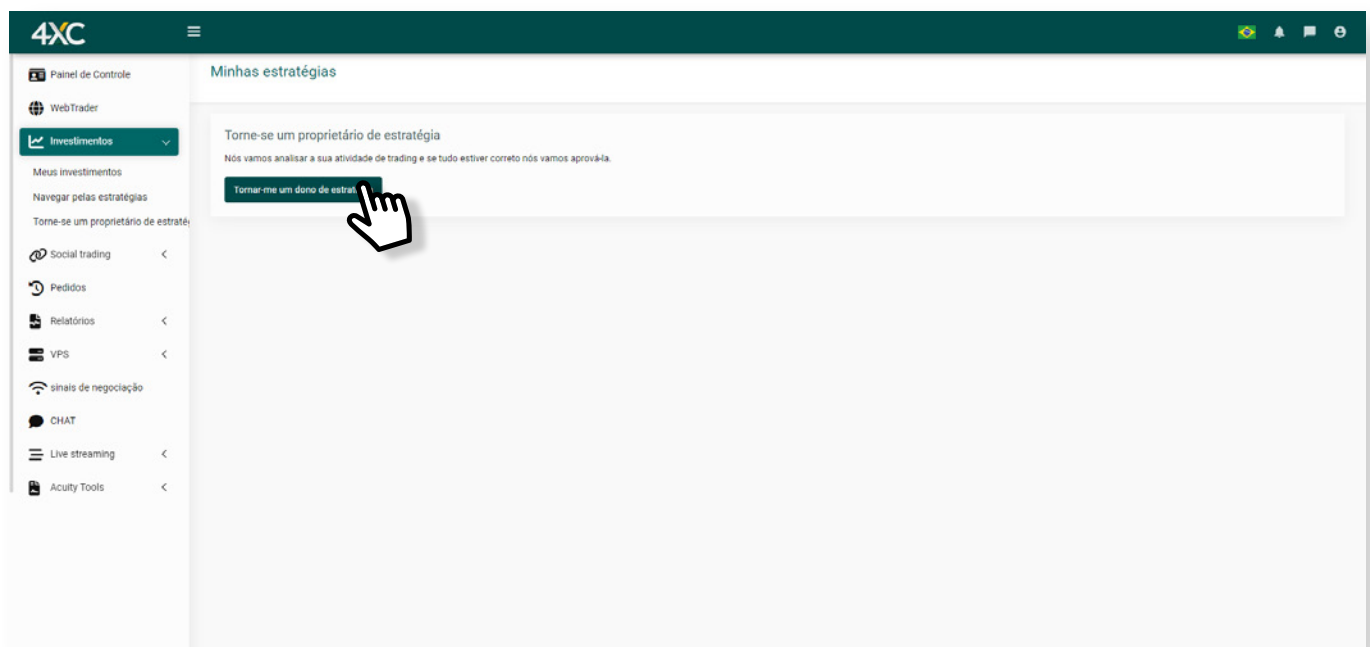 4XC
Painel de Controle
WebTrader
Investimentos
Meus investimentos
Navegar pelas estratégias
Torne-se um proprietário de
Social trading
Pedidos
Relatórios
VPS
sinais de negociação
CHAT
Live streaming
Acuity Tools
Minhas estratégias
Torne-se um proprietário de estratégia
Nós vamos analisar a sua atividade de trading e se tudo estiver correto nós vamos aprová-la.
Tornar-me um dono de